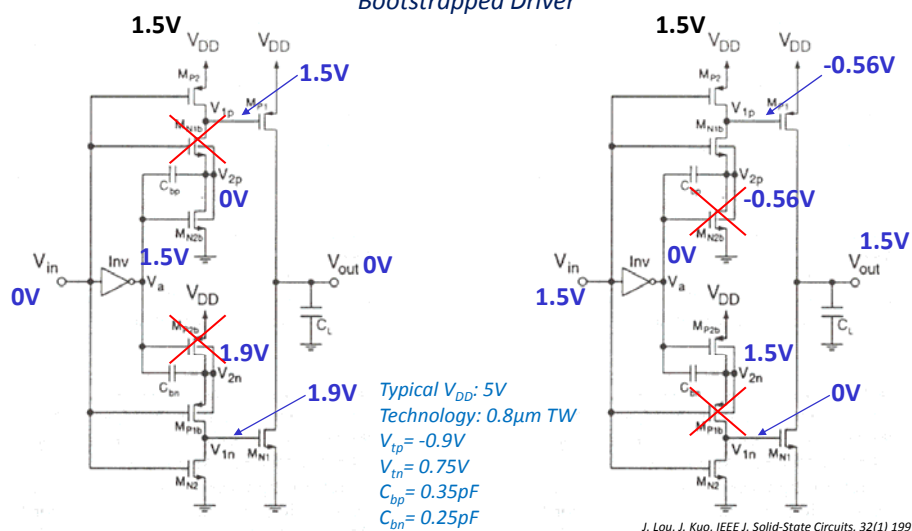 Bootstrapped Driver
1.5V
V_DD V_DD
M_P2
1.5V
V_1p M_P1
M_N1b
V_2p
C_bp
0V
M_N2b
1.5V
Inv
V_in
0V
V_a
V_out 0V
V_DD
C_L
M_P2b
1.9V
V_2n
C_bn
1.9V
M_P1b
V_1n M_N1
M_N2
Typical V_DD: 5V
Technology: 0.8µm TW
V_tp= -0.9V
V_tn= 0.75V
C_bp= 0.35pF
C_bn= 0.25pF
1.5V
V_DD V_DD
M_P2
-0.56V
V_1p M_P1
M_N1b
V_2p
C_bp
-0.56V
M_N2b
0V
Inv
V_in
1.5V
V_a
1.5V
V_out
V_DD
C_L
M_P2b
1.5V
V_2n
C_bn
0V
M_P1b
V_1n M_N1
M_N2
J. Lou, J. Kuo, IEEE J. Solid-State Circuits, 32(1) 199